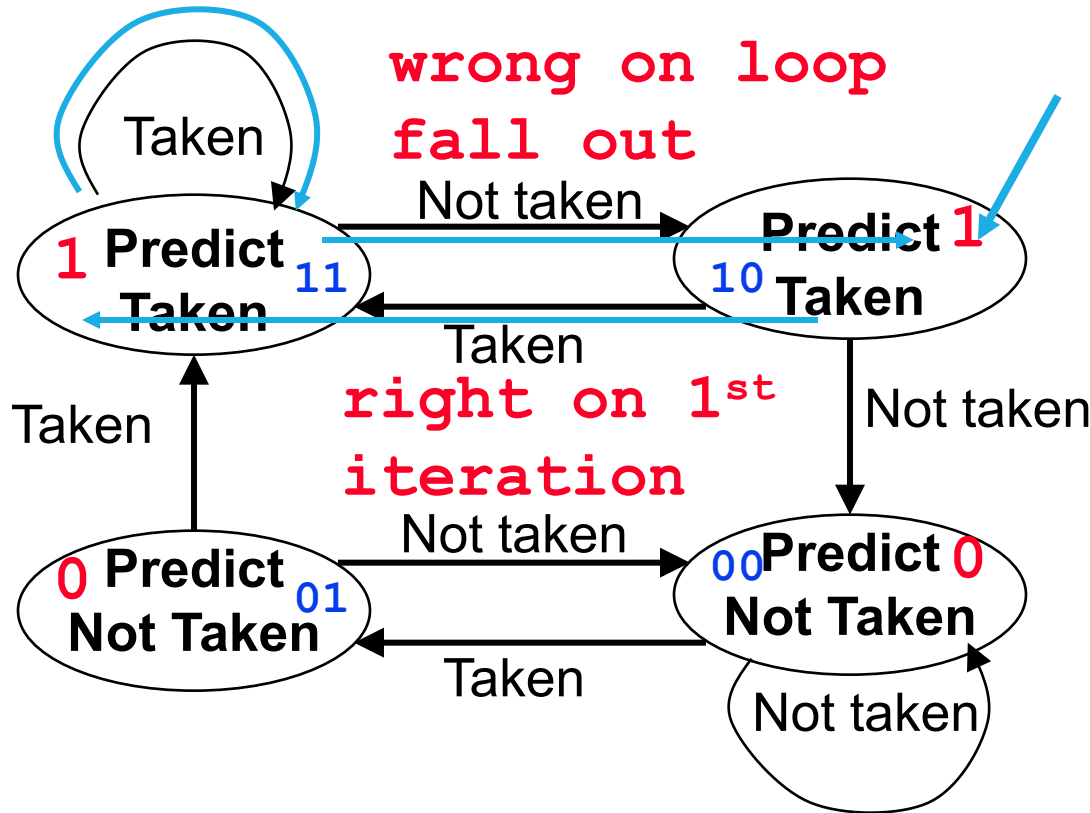 wrong on loop
fall out
Taken
Not taken
1 Predict
11
Taken
Predict 1
10
Taken
Taken
right on 1st
iteration
Taken
Not taken
Not taken
0 Predict
01
Not Taken
00 Predict 0
Not Taken
Taken
Not taken